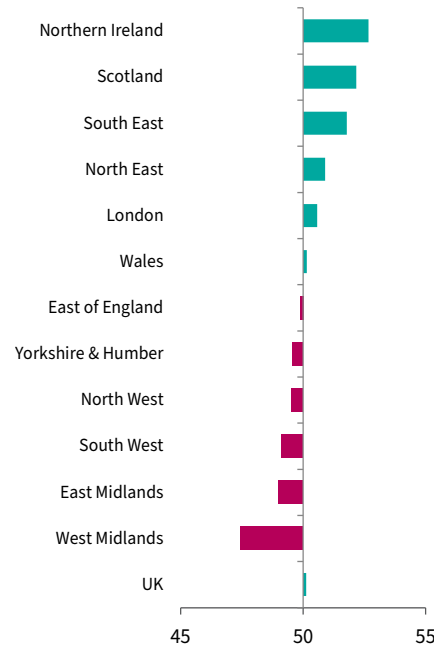 Northern Ireland
Scotland
South East
North East
London
Wales
East of England
Yorkshire & Humber
North West
South West
East Midlands
West Midlands
UK
45 50 55